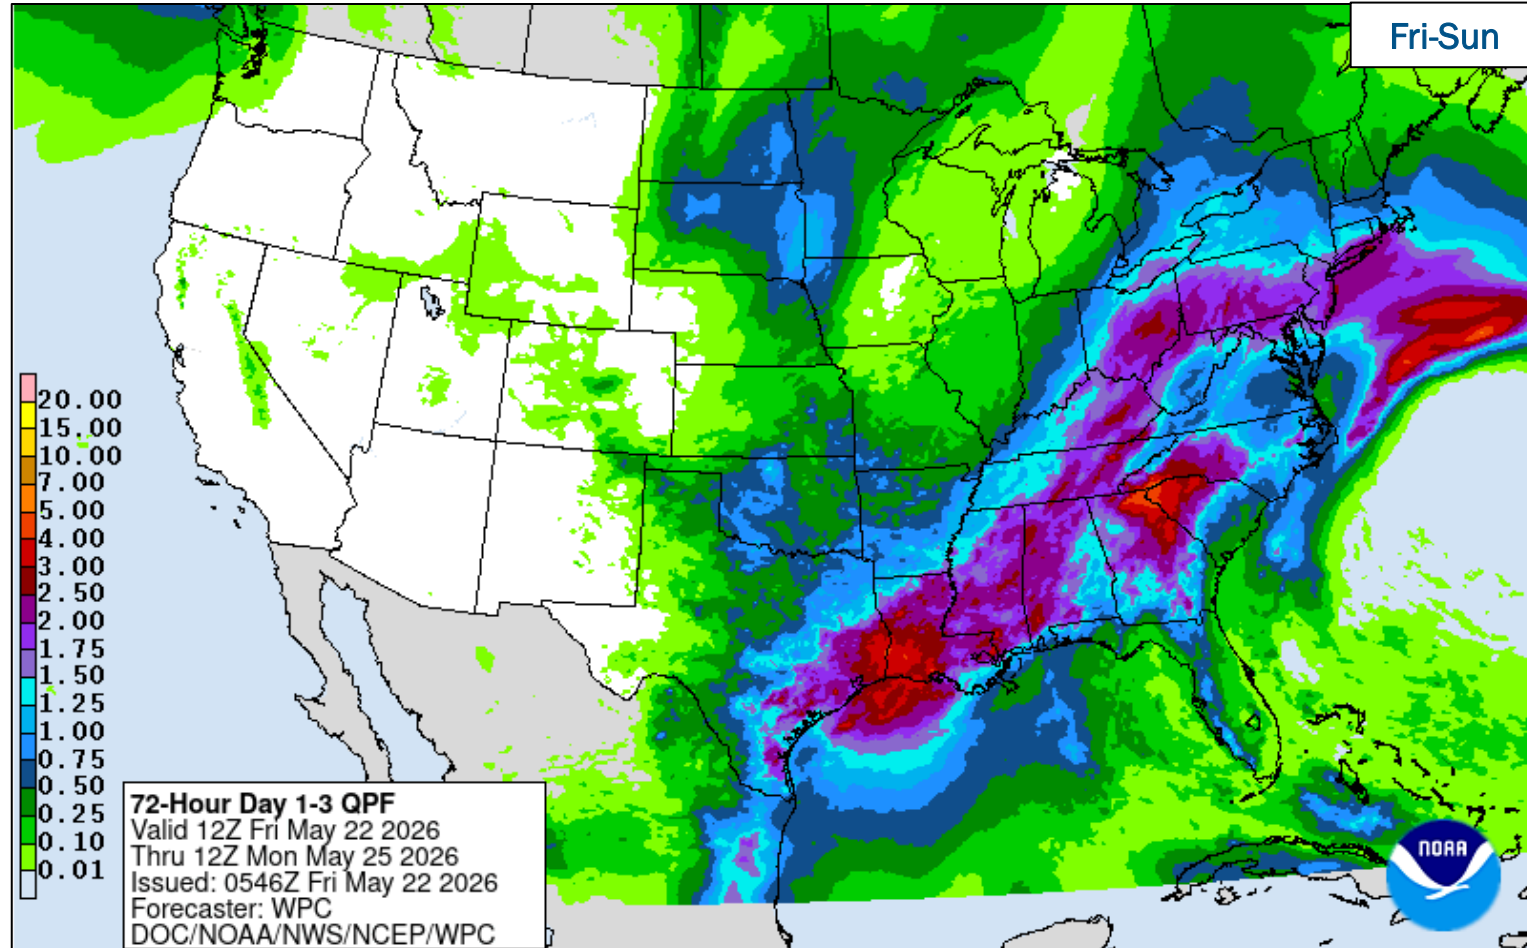 Fri-Sun
20.00
15.00
10.00
7.00
5.00
4.00
3.00
2.50
2.00
1.75
1.50
1.25
1.00
0.75
0.50
0.25
0.10
0.01
72-Hour Day 1-3 QPF
Valid 12Z Fri May 22 2026
Thru 12Z Mon May 25 2026
Issued: 0546Z Fri May 22 2026
Forecaster: WPC
DOC/NOAA/NWS/NCEP/WPC
NOAA